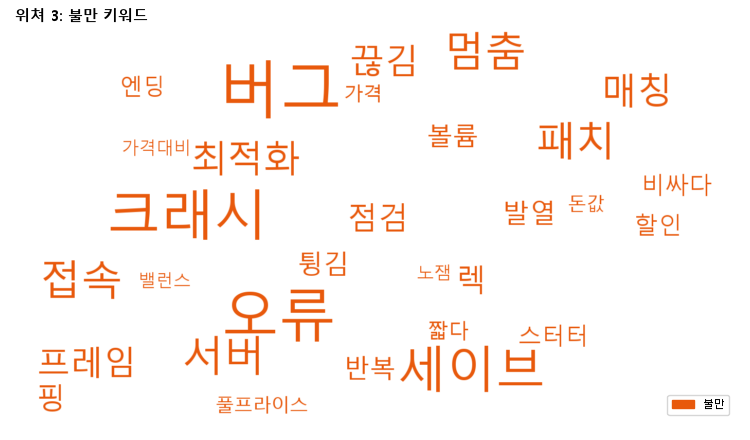 위쳐 3: 불만 키워드
멈춤
끊김
버그
엔딩
가격
매칭
볼륨
패치
가격대비
최적화
비싸다
크래시
점검
발열
돈값
할인
튕김
접속
밸런스
노잼
렉
오류
짧다
스터터
서버
프레임
세이브
반복
핑
풀프라이스
불만